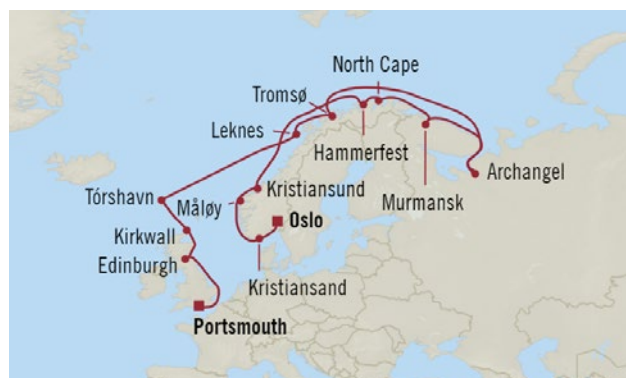 North Cape
Tromsø
Leknes
Hammerfest
Archangel
Tórshavn
Kristiansund
Måløy
Murmansk
Oslo
Kirkwall
Edinburgh
Kristiansand
Portsmouth